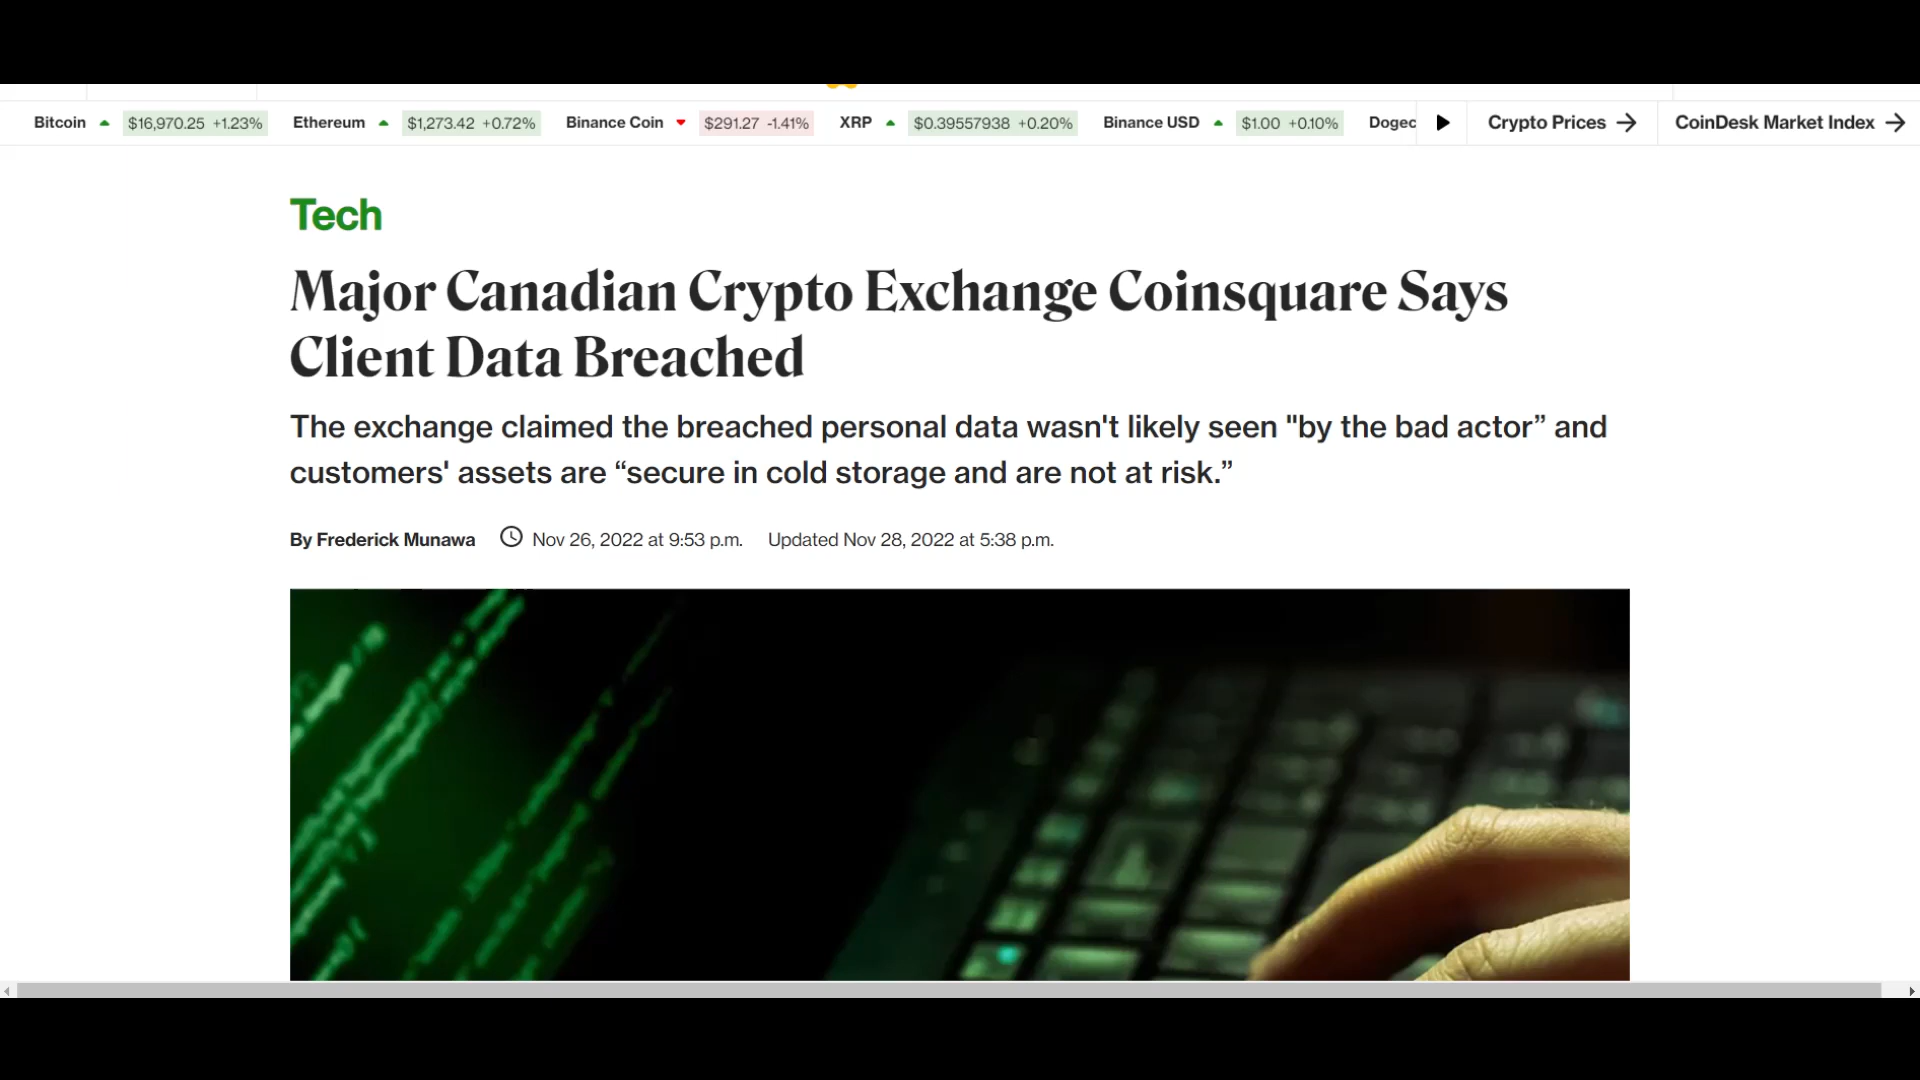 Bitcoin $16,970.25 +1.23% Ethereum $1,273.42 +0.72% Binance Coin $291.27 -1.41% XRP $0.39557938 +0.20% Binance USD $1.00 +0.10% Dogec Crypto Prices → CoinDesk Market Index →
Tech
Major Canadian Crypto Exchange Coinsquare Says
Client Data Breached
The exchange claimed the breached personal data wasn't likely seen "by the bad actor” and
customers' assets are “secure in cold storage and are not at risk.”
By Frederick Munawa Nov 26, 2022 at 9:53 p.m. Updated Nov 28, 2022 at 5:38 p.m.